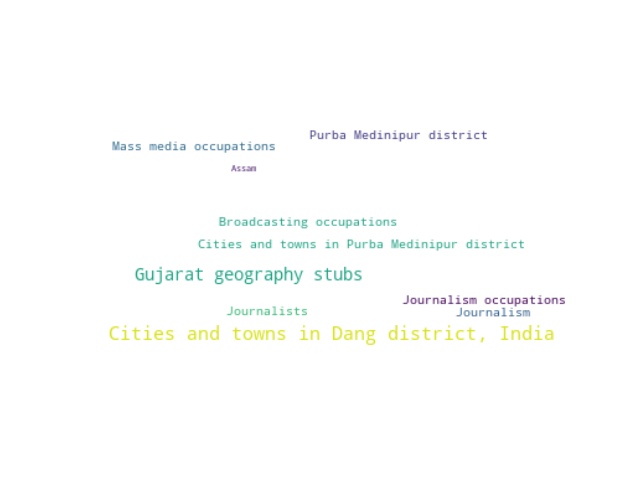 Purba Medinipur district
Mass media occupations
Assam
Broadcasting occupations
Cities and towns in Purba Medinipur district
Gujarat geography stubs
Journalism occupations
Journalists
Journalism
Cities and towns in Dang district, India